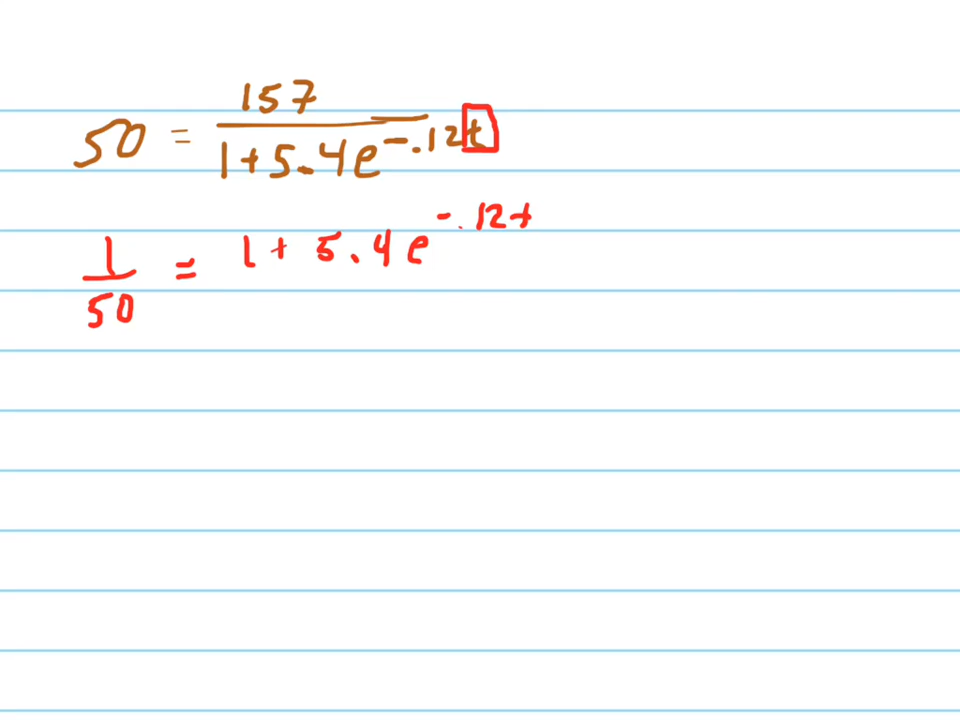 50 = 157 / 1 + 5.4e^-.12t
1/50 = 1 + 5.4e^-.12t